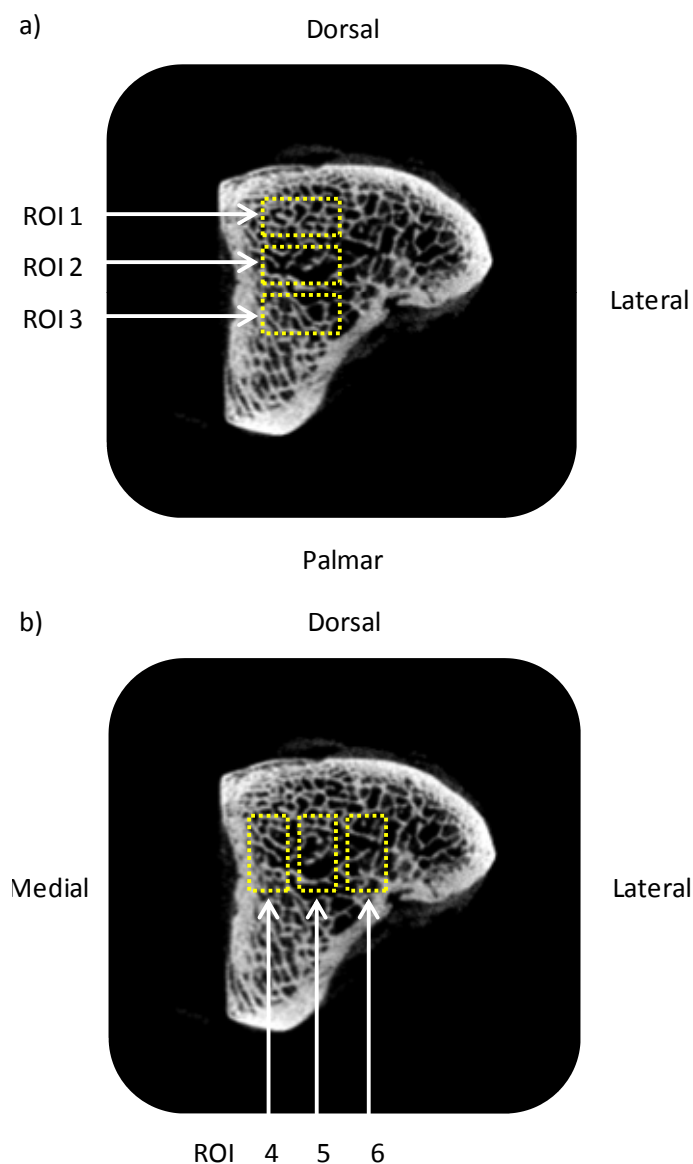 a)
Dorsal
ROI 1
ROI 2
ROI 3
Lateral
Palmar
b)
Dorsal
Medial
Lateral
ROI 4 5 6